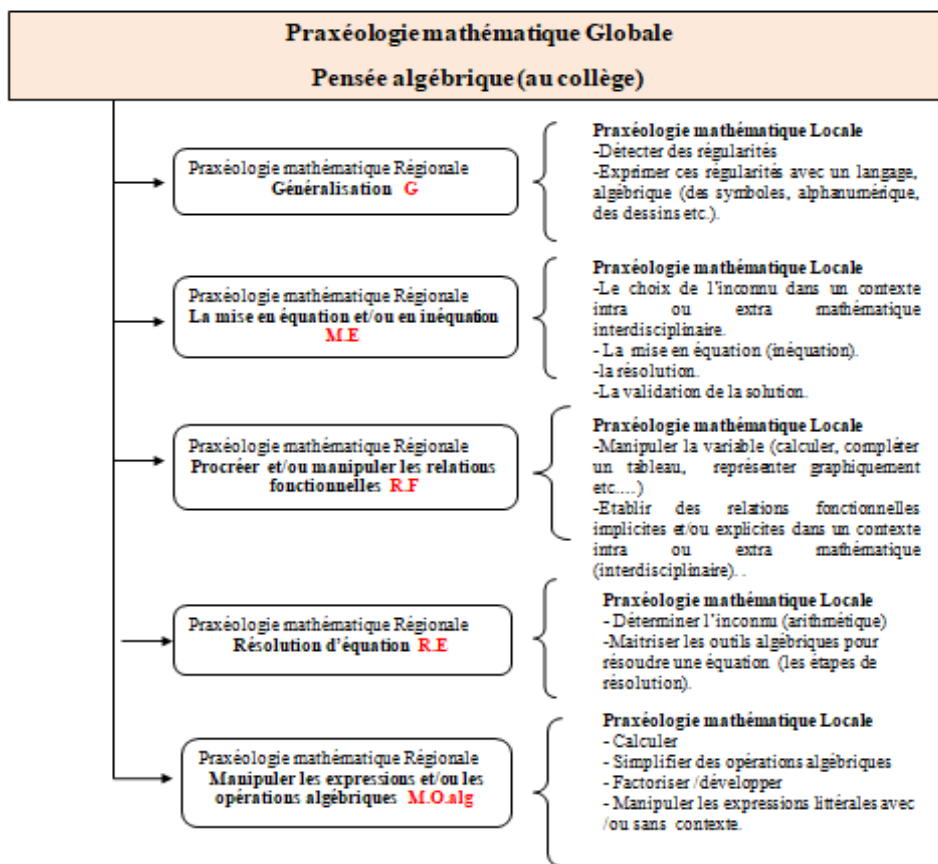 Praxéologie mathématique Globale
Pensée algébrique (au collège)
Praxéologie mathématique Régionale
Généralisation G
Praxéologie mathématique Locale
-Détecter des régularités
-Exprimer ces régularités avec un langage,
algébrique (des symboles, alphanumérique,
des dessins etc.).
Praxéologie mathématique Régionale
La mise en équation et/ou en inéquation
M.E
Praxéologie mathématique Locale
-Le choix de l'inconnu dans un contexte
intra ou extra mathématique
interdisciplinaire.
- La mise en équation (inéquation).
-la résolution.
-La validation de la solution.
Praxéologie mathématique Régionale
Procréer et/ou manipuler les relations
fonctionnelles R.F
Praxéologie mathématique Locale
-Manipuler la variable (calculer, compléter
un tableau, représenter graphiquement
etc....)
-Etablir des relations fonctionnelles
implicites et/ou explicites dans un contexte
intra ou extra mathématique
(interdisciplinaire). .
Praxéologie mathématique Régionale
Résolution d'équation R.E
Praxéologie mathématique Locale
- Déterminer l'inconnu (arithmétique)
-Maitriser les outils algébriques pour
résoudre une équation (les étapes de
résolution).
Praxéologie mathématique Régionale
Manipuler les expressions et/ou les
opérations algébriques M.O.alg
Praxéologie mathématique Locale
- Calculer
- Simplifier des opérations algébriques
- Factoriser /développer
- Manipuler les expressions littérales avec
/ou sans contexte.